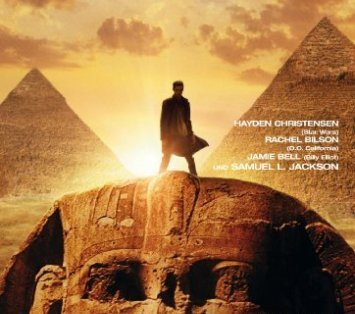 HAYDEN CHRISTENSEN
(Star Wars)
RACHEL BILSON
(O.C. California)
JAMIE BELL (Billy Elliot)
UND SAMUEL L. JACKSON